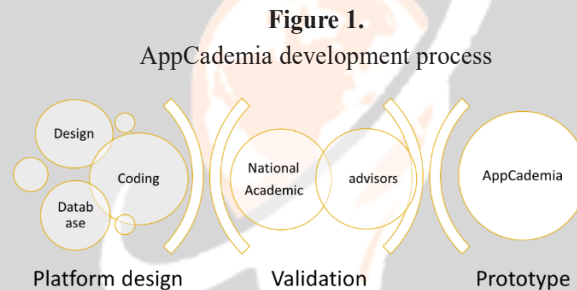 Figure 1.
AppCademia development process
Design
Coding
Datab
ase
National
Academic
advisors
AppCademia
Platform design
Validation
Prototype